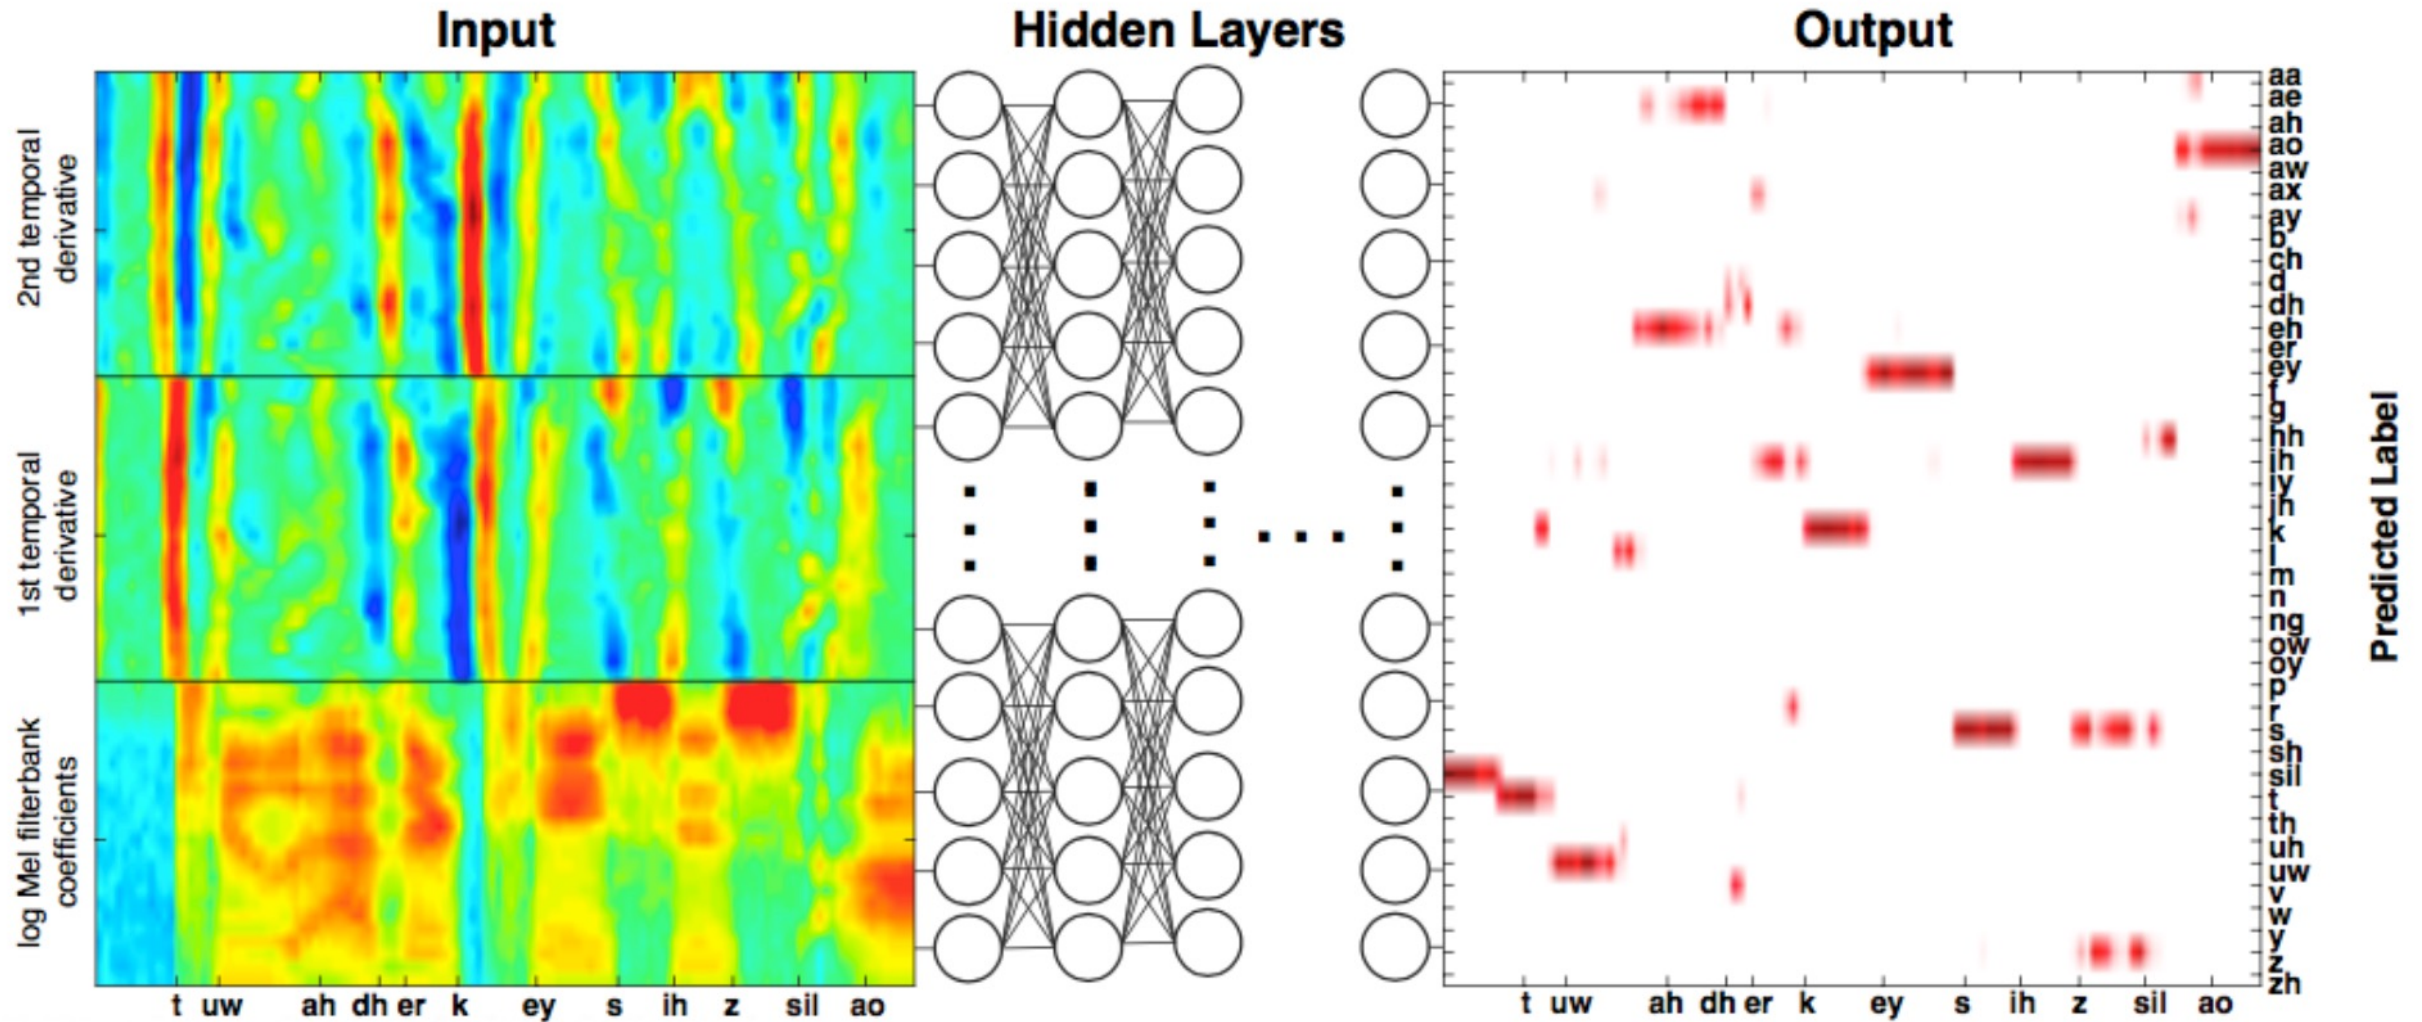 Input
Hidden Layers
Output
2nd temporal
derivative
1st temporal
derivative
log Mel filterbank
coefficients
t uw ah dh er k ey s ih z sil ao
t uw ah dh er k ey s ih z sil ao
aa
ae
ah
ao
aw
ax
ay
b
ch
d
dh
eh
er
ey
f
g
hh
ih
iy
jh
k
l
m
n
ng
ow
oy
p
r
s
sh
sil
t
th
uh
uw
v
w
y
z
zh
Predicted Label